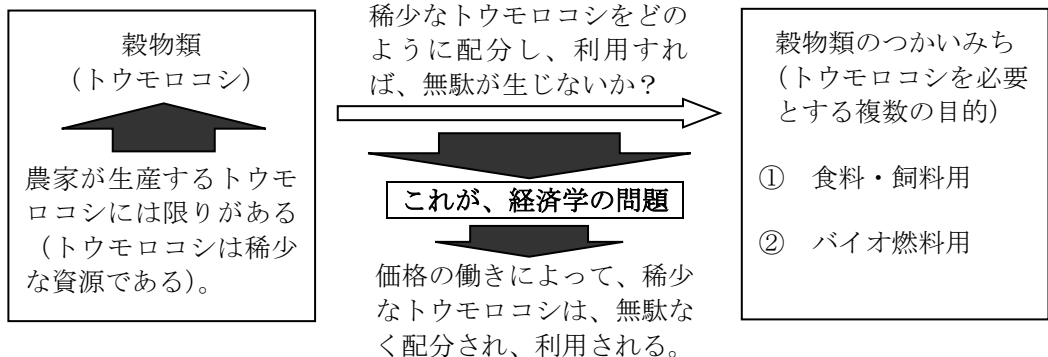 穀物類
（トウモロコシ）
農家が生産するトウモ
ロコシには限りがある
（トウモロコシは稀少
な資源である）。
稀少なトウモロコシをどの
ように配分し、利用すれ
ば、無駄が生じないか？
これが、経済学の問題
価格の働きによって、稀少
なトウモロコシは、無駄な
く配分され、利用される。
穀物類のつかいみち
（トウモロコシを必要
とする複数の目的）
①　食料・飼料用
②　バイオ燃料用